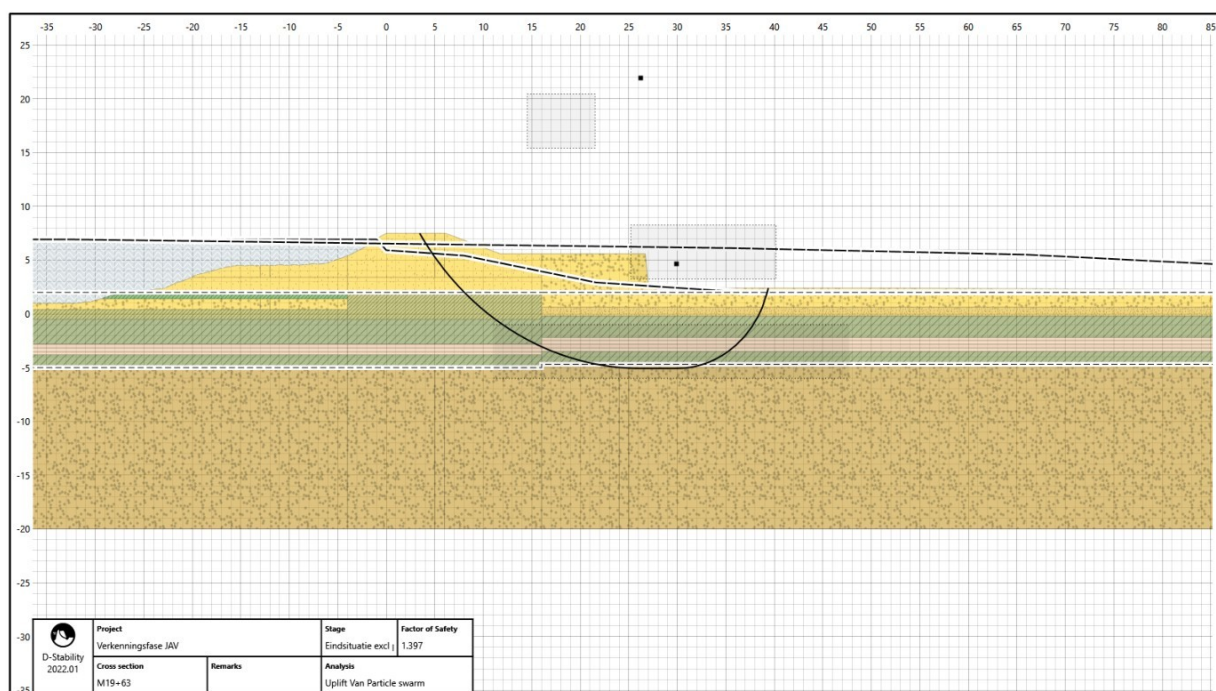 -35 -30 -25 -20 -15 -10 -5 0 5 10 15 20 25 30 35 40 45 50 55 60 65 70 75 80 85
25
20
15
10
5
0
-5
-10
-15
-20
-25
-30
-35
D-Stability
2022.01
Project
Verkenningsfase JAV
Stage
Eindsituatie excl
Factor of Safety
1.397
Cross section
M19+63
Remarks
Analysis
Uplift Van Particle swarm